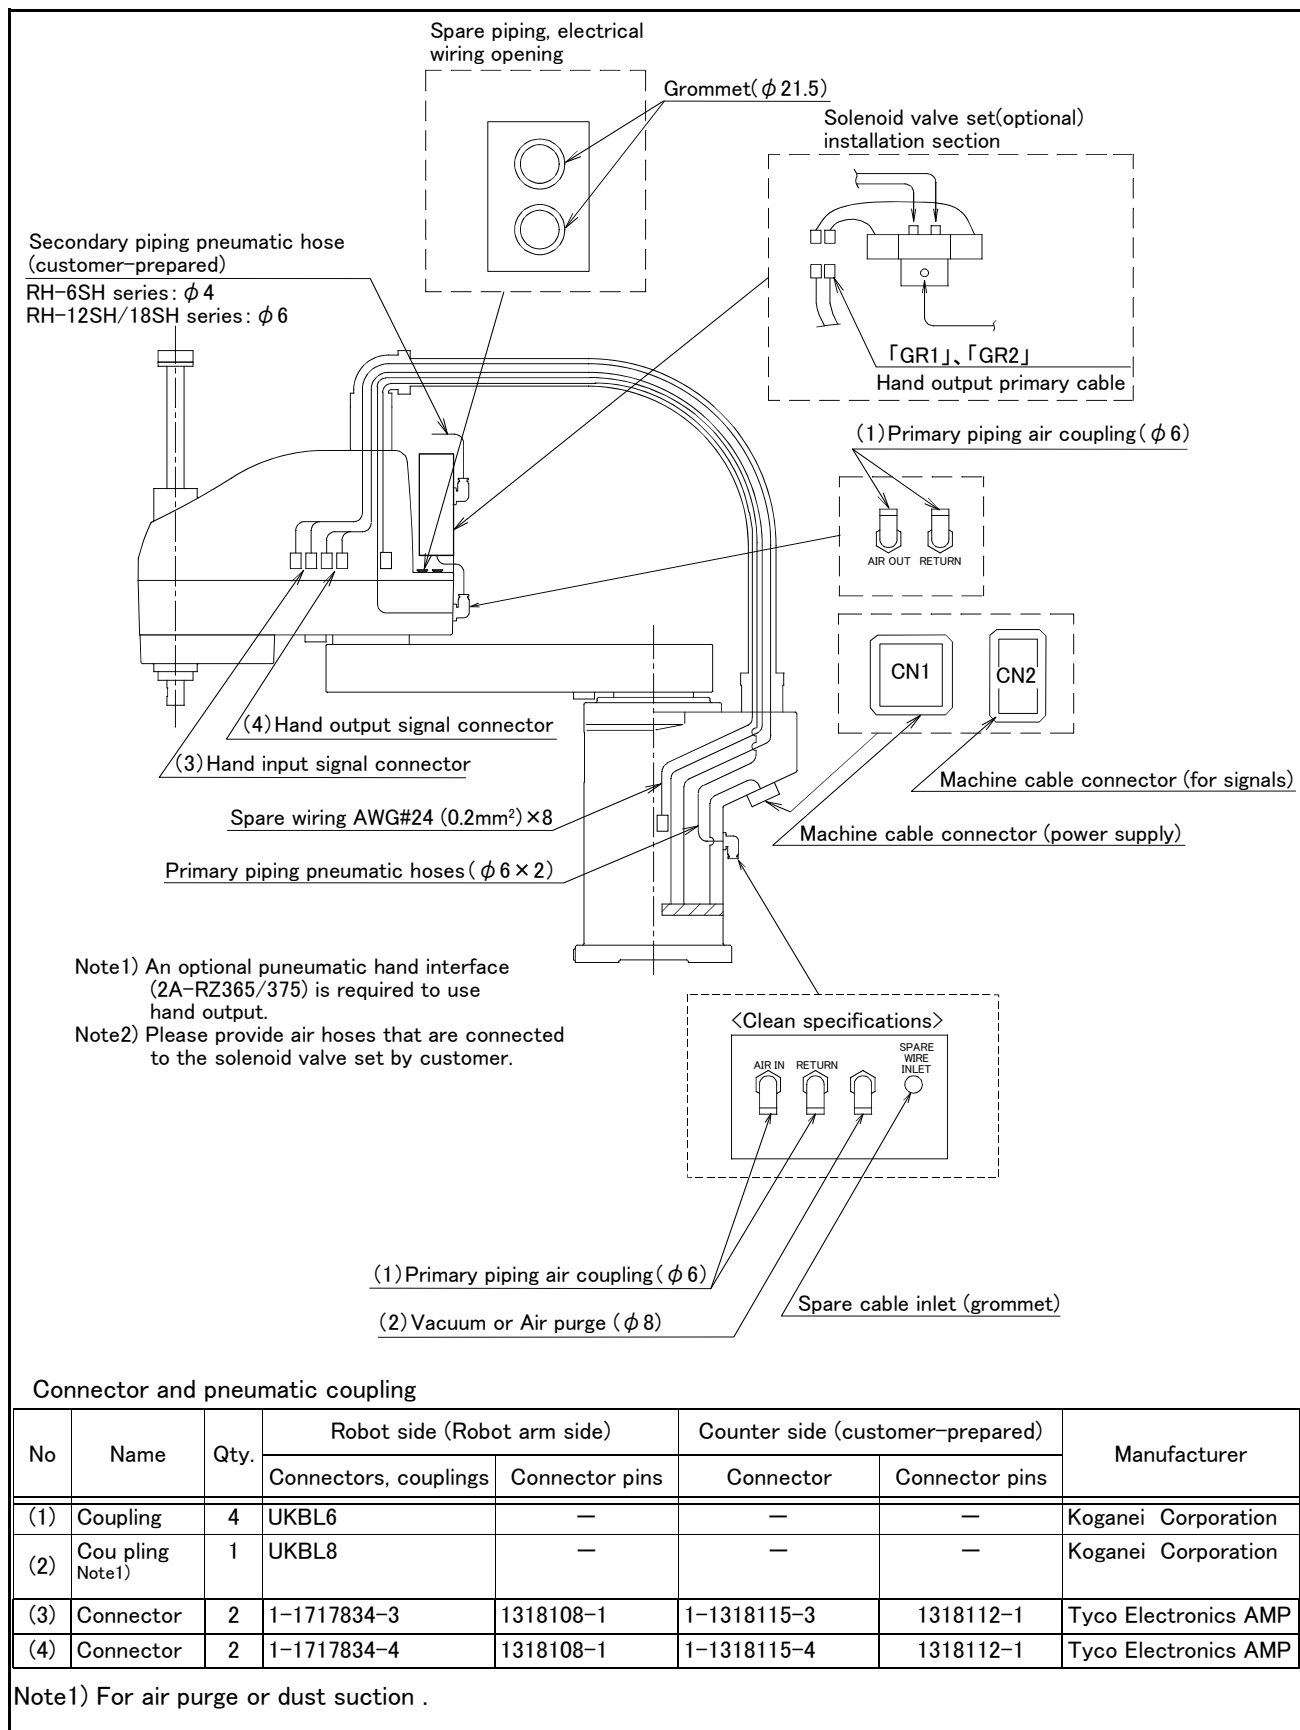 Spare piping, electrical
wiring opening
Grommet(φ21.5)
Solenoid valve set(optional)
installation section
Secondary piping pneumatic hose
(customer-prepared)
RH-6SH series: φ4
RH-12SH/18SH series: φ6
「GR1」、「GR2」
Hand output primary cable
(1)Primary piping air coupling(φ6)
AIR OUT RETURN
CN1
CN2
(4)Hand output signal connector
(3)Hand input signal connector
Machine cable connector (for signals)
Spare wiring AWG#24 (0.2mm²)×8
Machine cable connector (power supply)
Primary piping pneumatic hoses(φ6×2)
Note1) An optional puneumatic hand interface
(2A-RZ365/375) is required to use
hand output.
Note2) Please provide air hoses that are connected
to the solenoid valve set by customer.
<Clean specifications>
AIR IN RETURN
SPARE
WIRE
INLET
(1)Primary piping air coupling(φ6)
(2)Vacuum or Air purge (φ8)
Spare cable inlet (grommet)
Connector and pneumatic coupling
No Name Qty. Robot side (Robot arm side) Counter side (customer-prepared) Manufacturer
Connectors, couplings Connector pins Connector Connector pins
(1) Coupling 4 UKBL6 － － － Koganei Corporation
(2) Cou pling Note1) 1 UKBL8 － － － Koganei Corporation
(3) Connector 2 1-1717834-3 1318108-1 1-1318115-3 1318112-1 Tyco Electronics AMP
(4) Connector 2 1-1717834-4 1318108-1 1-1318115-4 1318112-1 Tyco Electronics AMP
Note1) For air purge or dust suction .